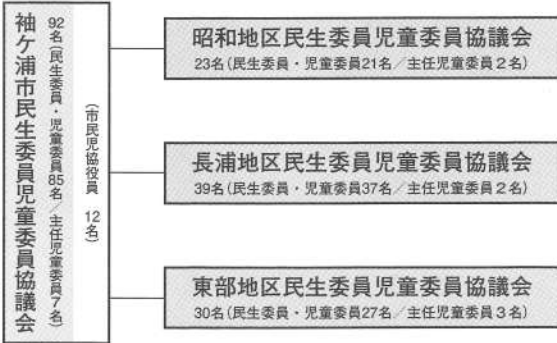 袖ケ浦市民生委員児童委員協議会
92名(民生委員・児童委員85名/主任児童委員7名)
(市民児協役員 12名)
昭和地区民生委員児童委員協議会
23名(民生委員・児童委員21名/主任児童委員2名)
長浦地区民生委員児童委員協議会
39名(民生委員・児童委員37名/主任児童委員2名)
東部地区民生委員児童委員協議会
30名(民生委員・児童委員27名/主任児童委員3名)